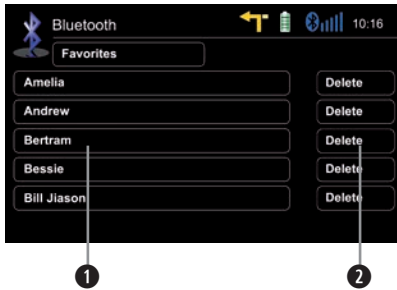 Bluetooth 10:16
Favorites
Amelia Delete
Andrew Delete
Bertram Delete
Bessie Delete
Bill Jiason Delete
1 2